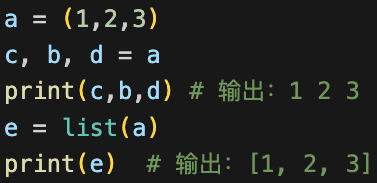 a = (1,2,3)
c, b, d = a
print(c,b,d) # 输出：1 2 3
e = list(a)
print(e)  # 输出：[1, 2, 3]